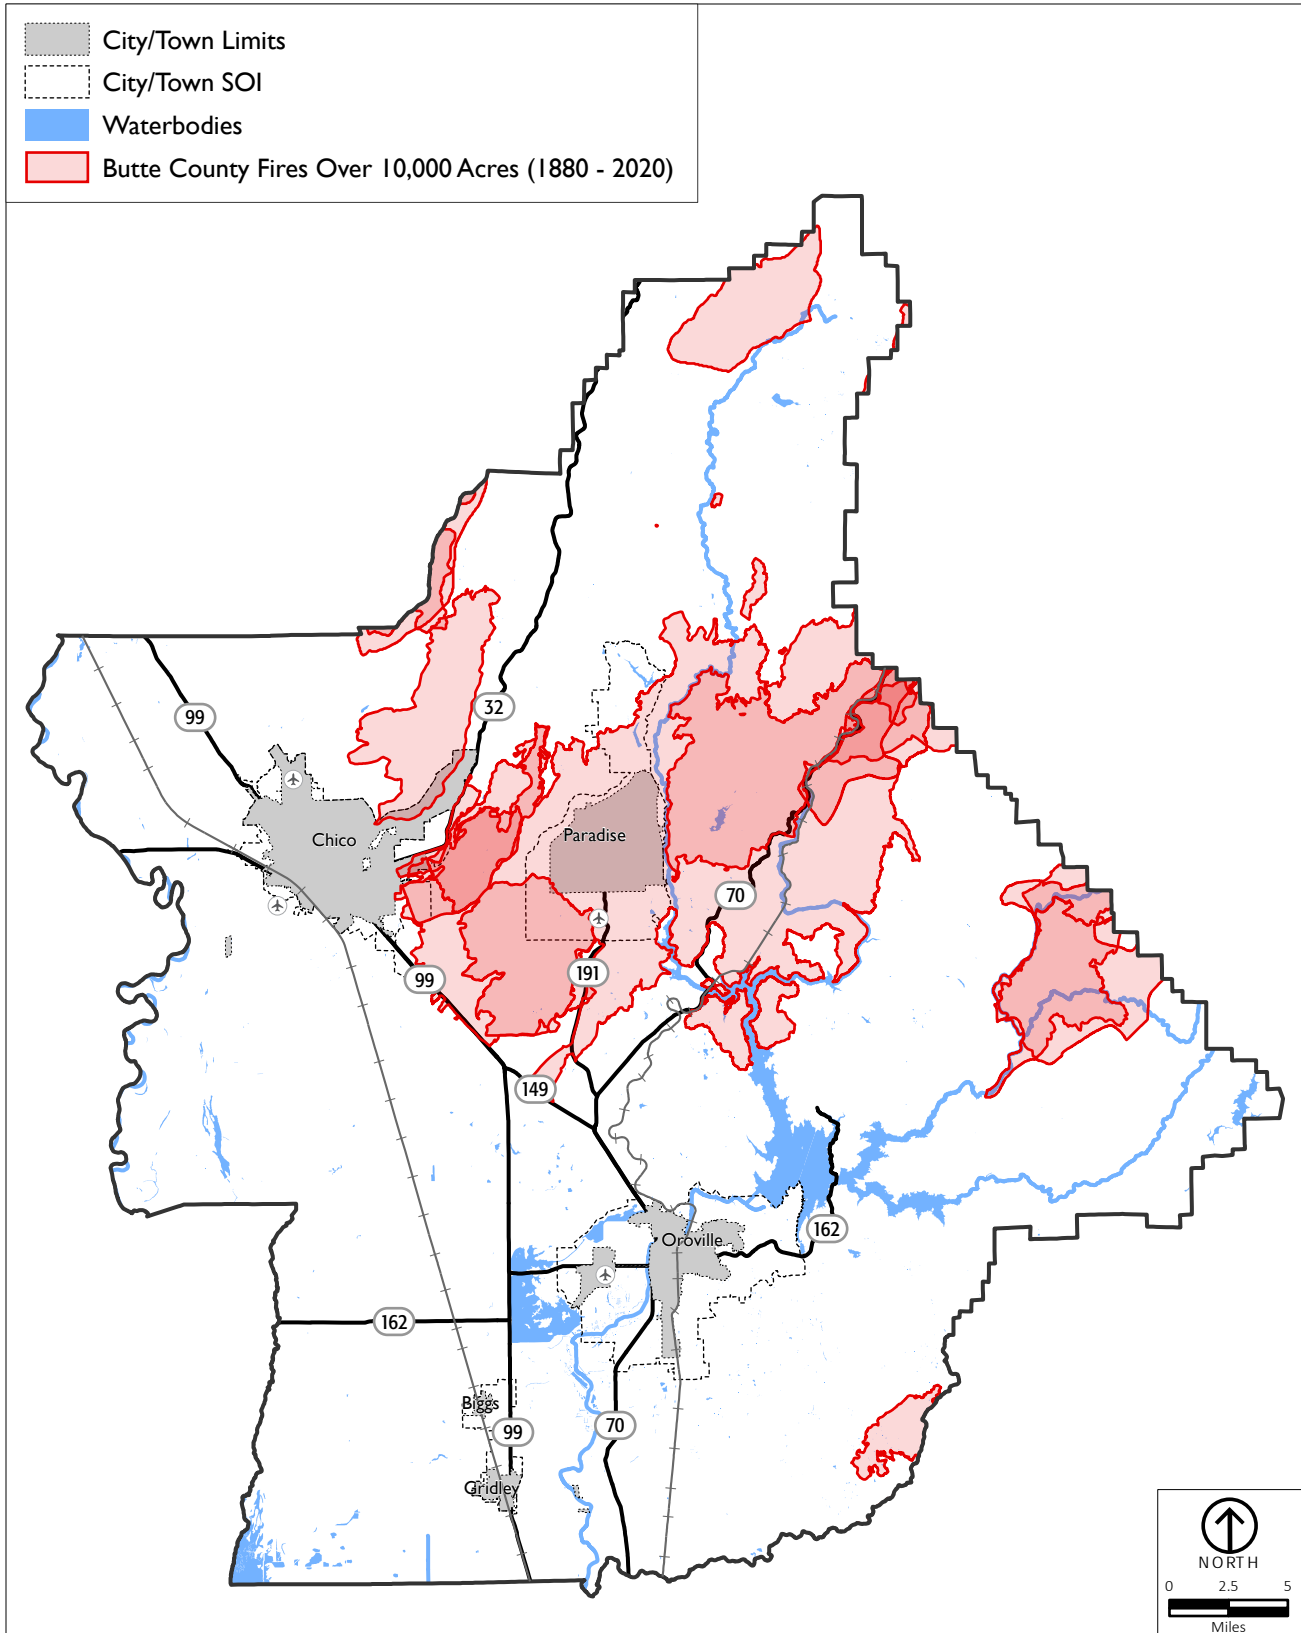 City/Town Limits
City/Town SOI
Waterbodies
Butte County Fires Over 10,000 Acres (1880 - 2020)
99
32
Chico
Paradise
70
99
191
149
Oroville
162
162
Biggs
99
70
Gridley
NORTH
0 2.5 5
Miles